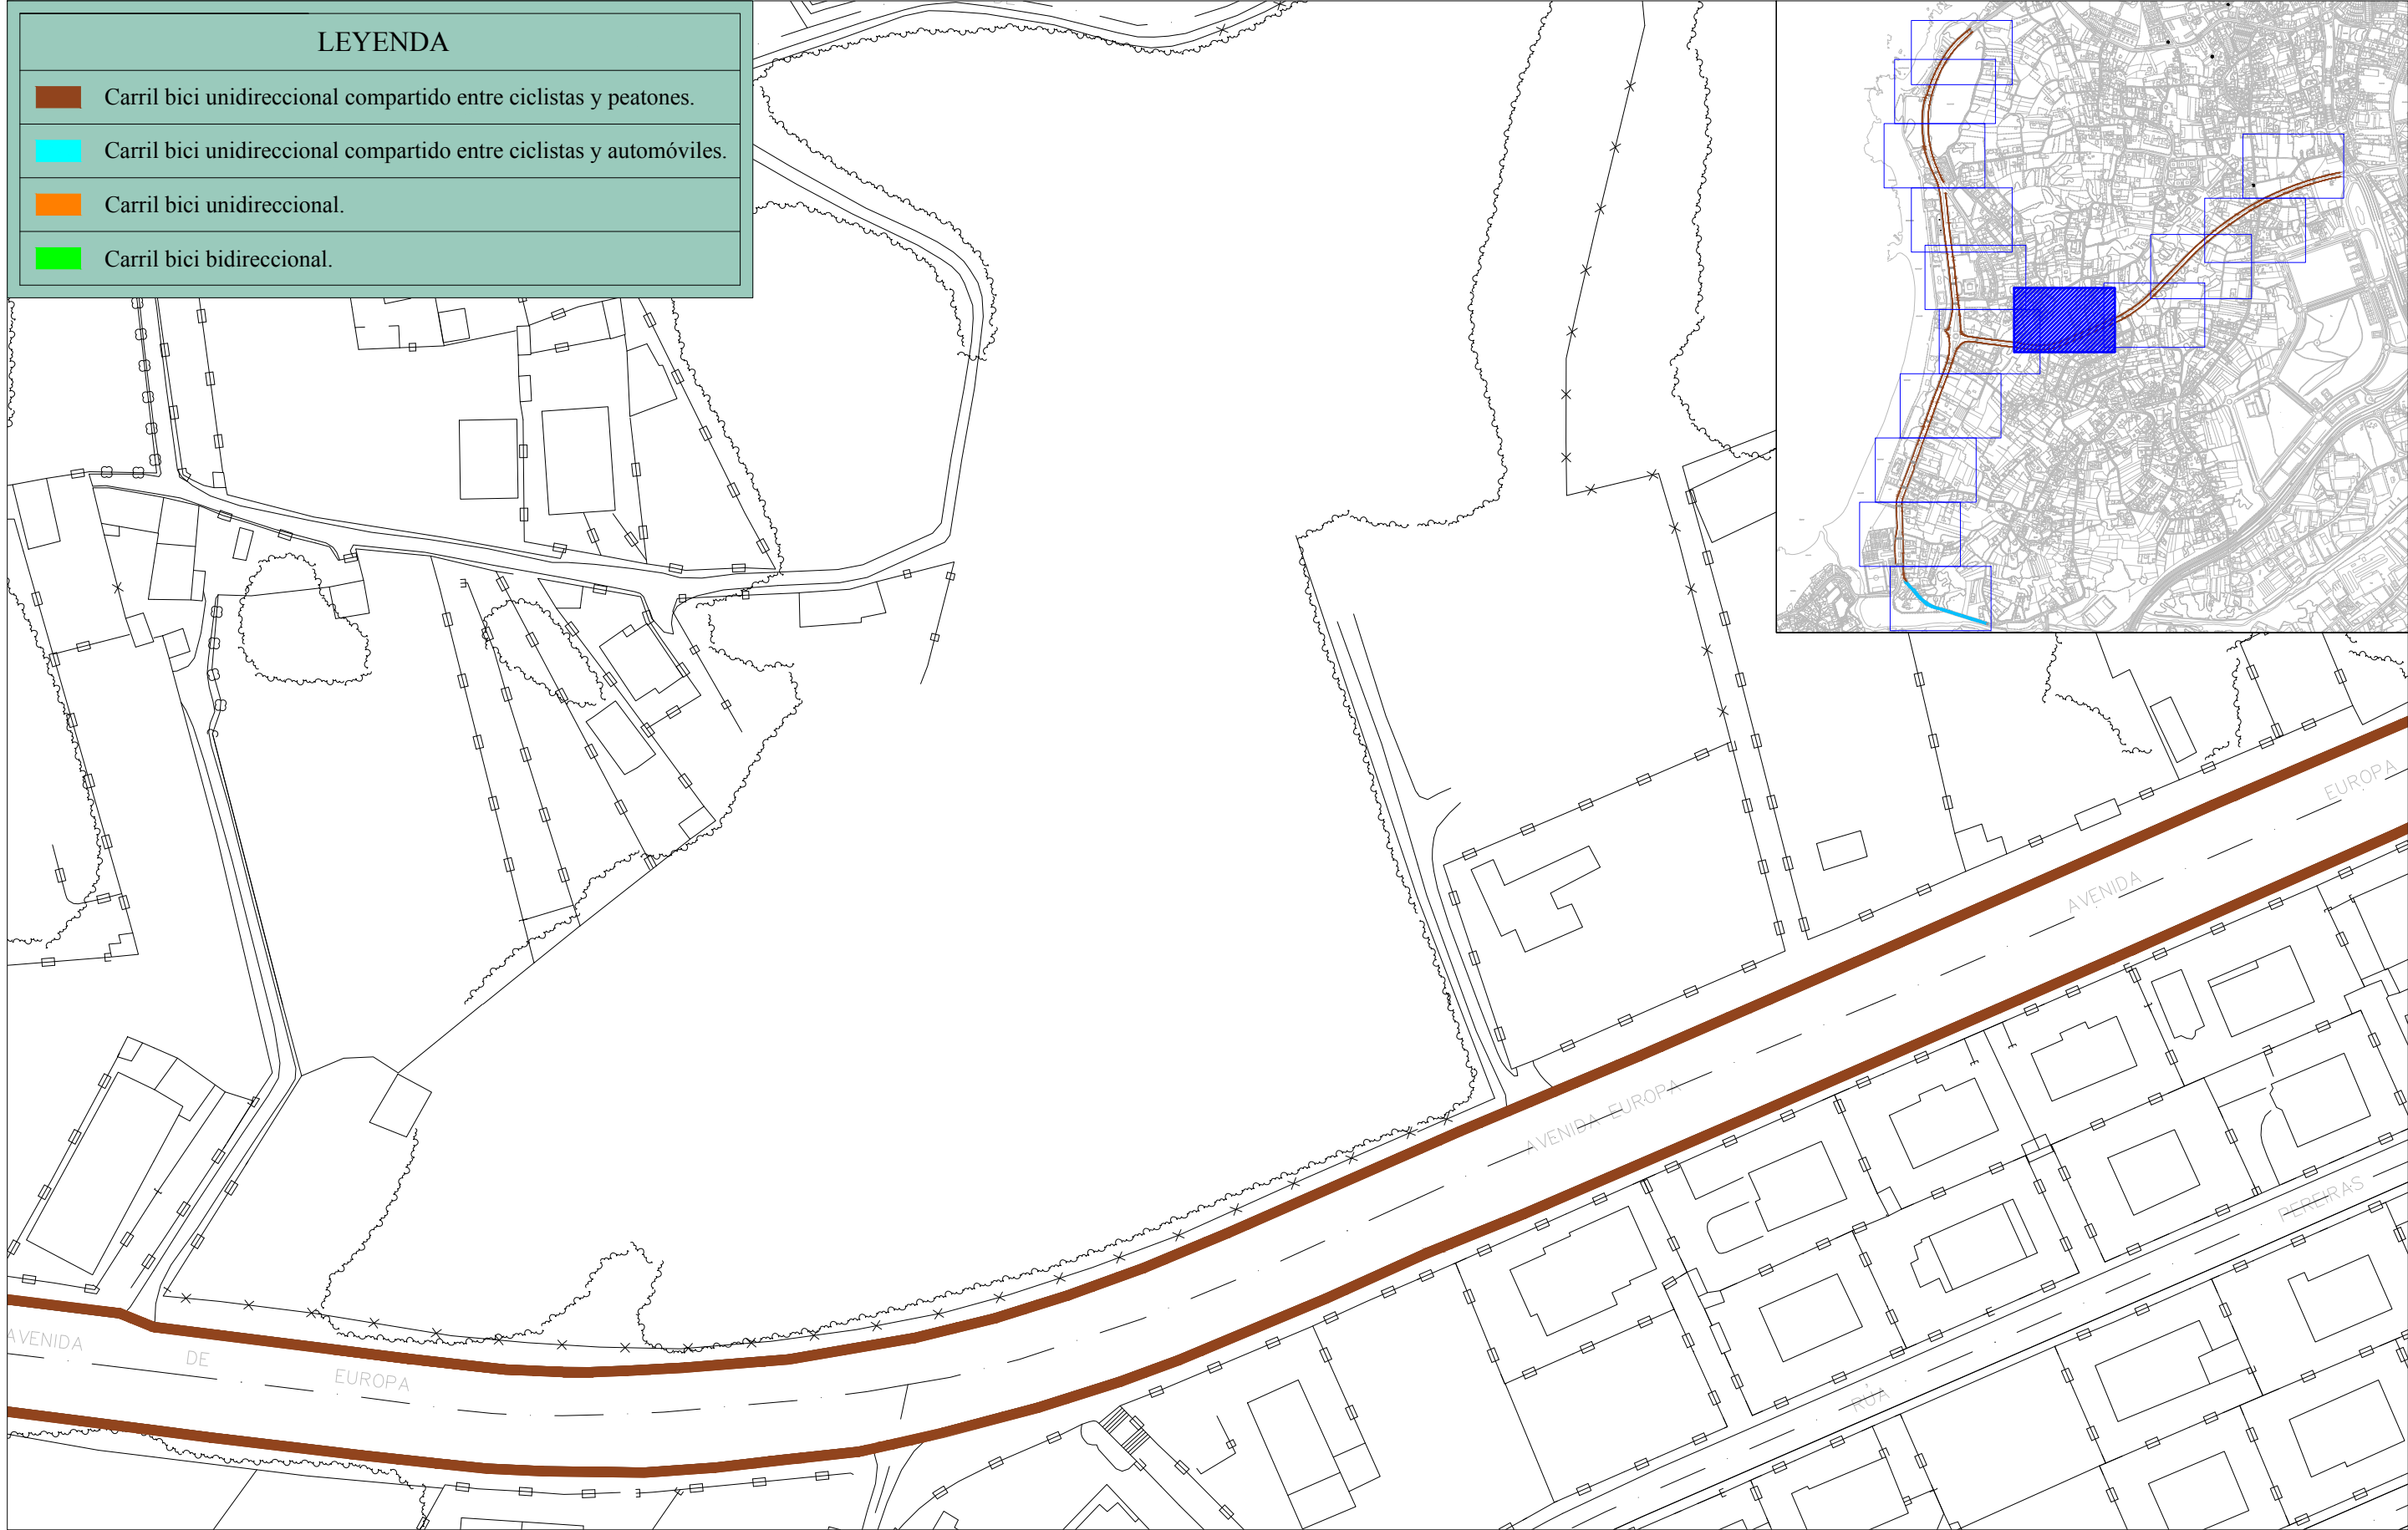 LEYENDA
Carril bici unidireccional compartido entre ciclistas y peatones.
Carril bici unidireccional compartido entre ciclistas y automóviles.
Carril bici unidireccional.
Carril bici bidireccional.
EUROPA
AVENIDA
AVENIDA EUROPA
PEREIRAS
RÚA
AVENIDA
DE
EUROPA